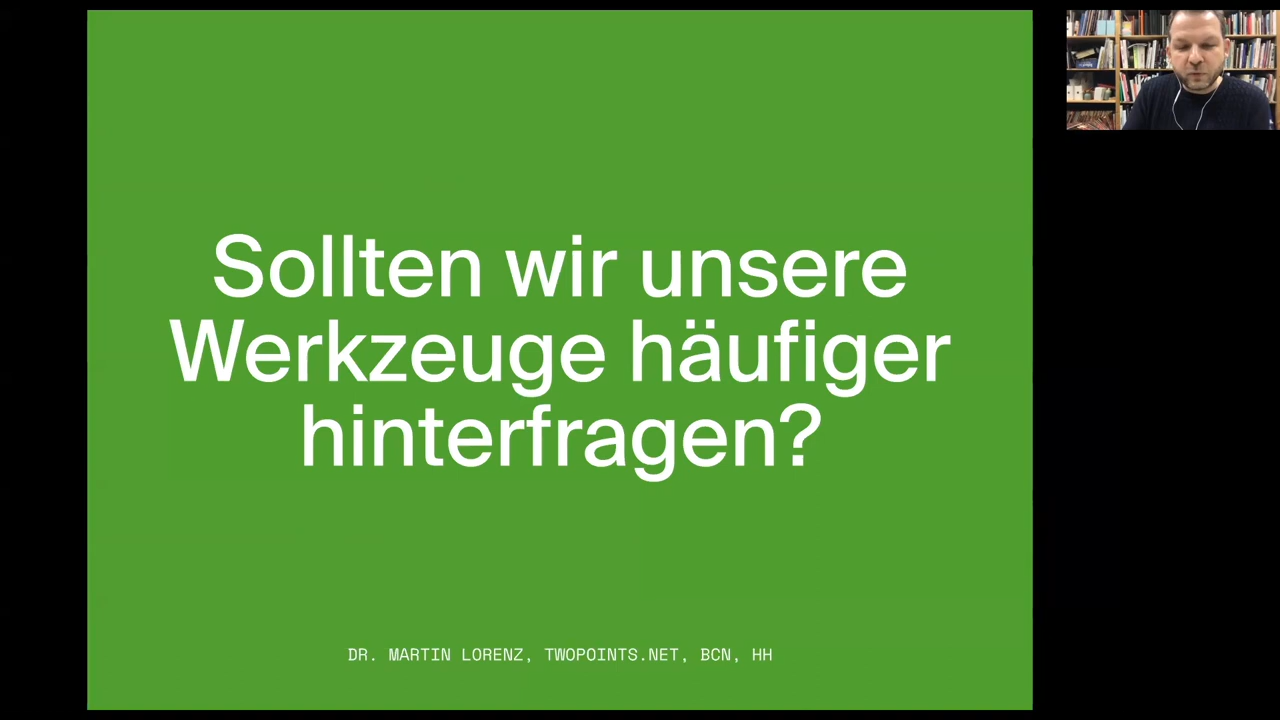 Sollten wir unsere
Werkzeuge häufiger
hinterfragen?
DR. MARTIN LORENZ, TWOPOINTS.NET, BCN, HH